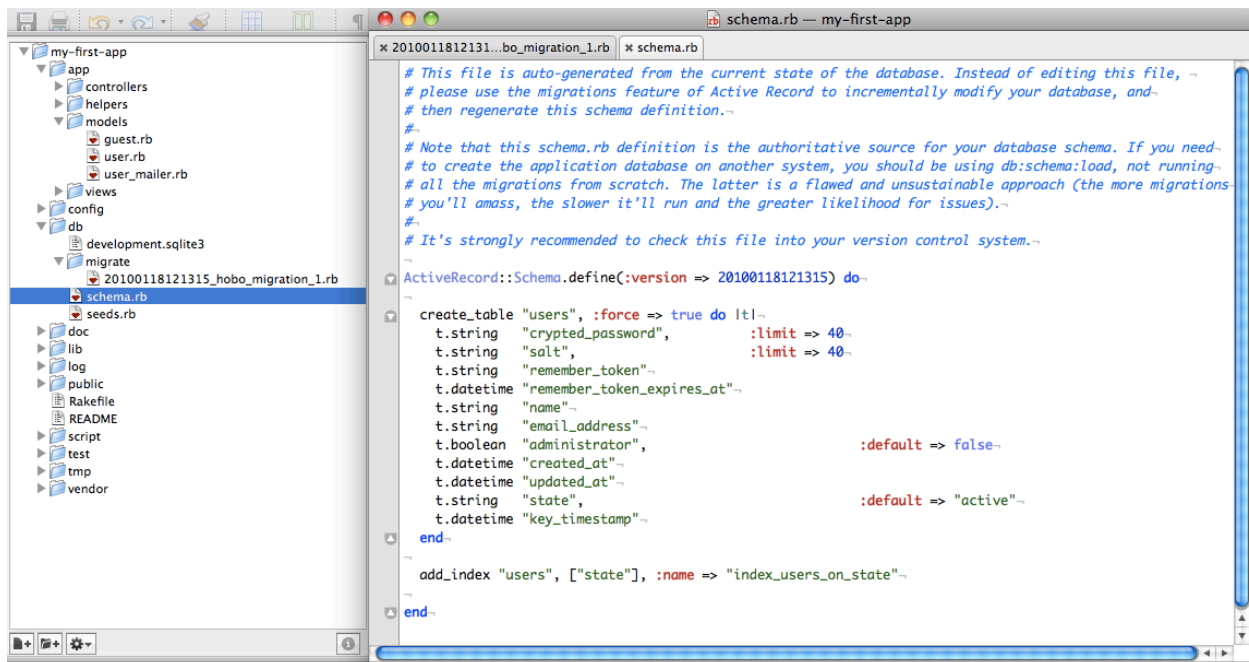 schema.rb — my-first-app
my-first-app
app
controllers
helpers
models
guest.rb
user.rb
user_mailer.rb
views
config
db
development.sqlite3
migrate
20100118121315_hobo_migration_1.rb
schema.rb
seeds.rb
doc
lib
log
public
Rakefile
README
script
test
tmp
vendor
2010011812131...bo_migration_1.rb
schema.rb
# This file is auto-generated from the current state of the database. Instead of editing this file, ¬
# please use the migrations feature of Active Record to incrementally modify your database, and¬
# then regenerate this schema definition.¬
#¬
# Note that this schema.rb definition is the authoritative source for your database schema. If you need¬
# to create the application database on another system, you should be using db:schema:load, not running¬
# all the migrations from scratch. The latter is a flawed and unsustainable approach (the more migrations¬
# you'll amass, the slower it'll run and the greater likelihood for issues).¬
#¬
# It's strongly recommended to check this file into your version control system.¬
¬
ActiveRecord::Schema.define(:version => 20100118121315) do¬
¬
create_table "users", :force => true do |t|¬
t.string "crypted_password", :limit => 40¬
t.string "salt", :limit => 40¬
t.string "remember_token"¬
t.datetime "remember_token_expires_at"¬
t.string "name"¬
t.string "email_address"¬
t.boolean "administrator", :default => false¬
t.datetime "created_at"¬
t.datetime "updated_at"¬
t.string "state", :default => "active"¬
t.datetime "key_timestamp"¬
end¬
¬
add_index "users", ["state"], :name => "index_users_on_state"¬
¬
end¬